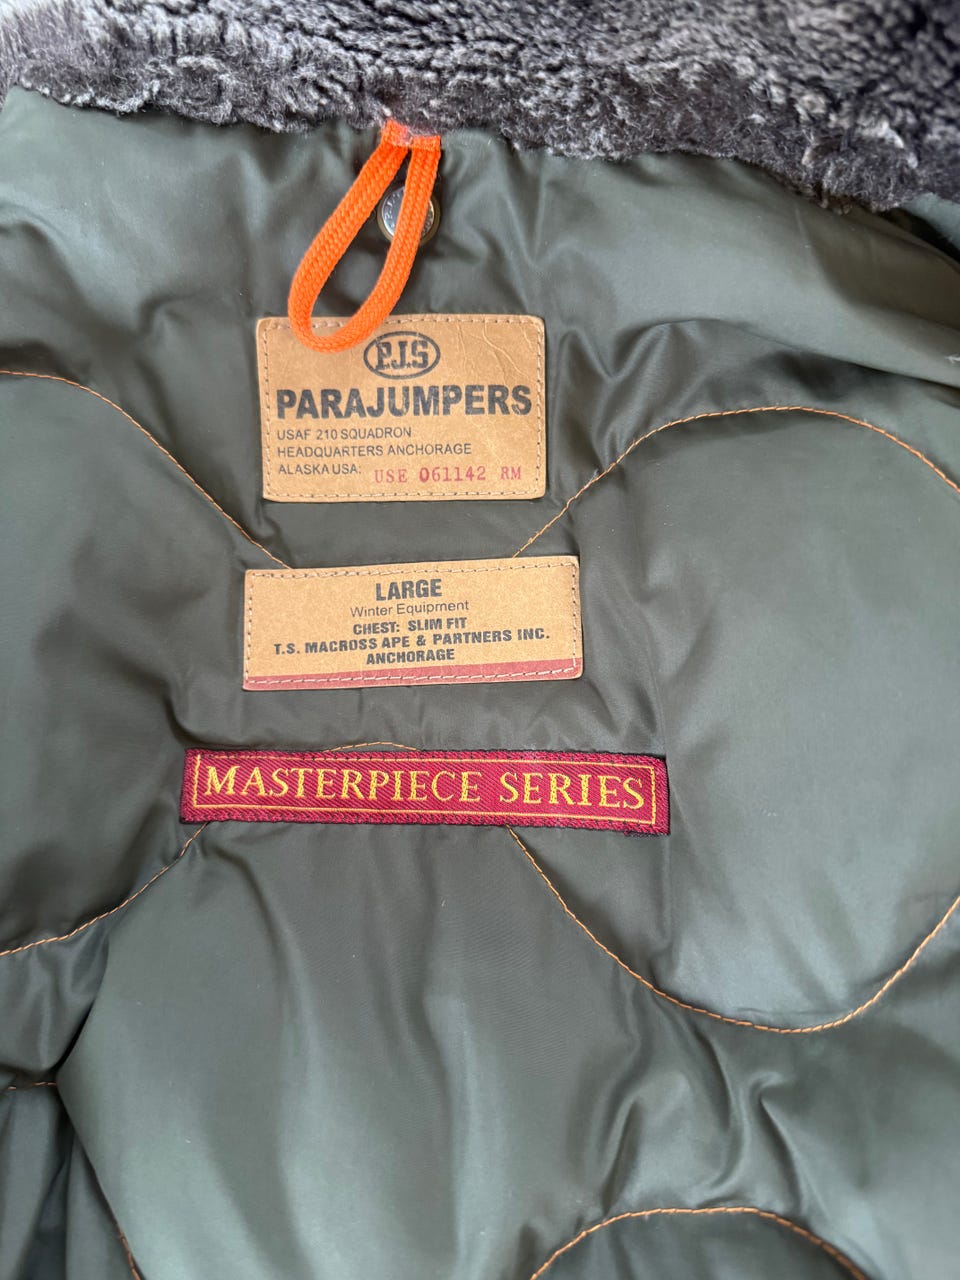 P.J.S
PARAJUMPERS
USAF 210 SQUADRON
HEADQUARTERS ANCHORAGE
ALASKA USA: USE 061142 RM
LARGE
Winter Equipment
CHEST: SLIM FIT
T.S. MACROSS APE & PARTNERS INC.
ANCHORAGE
MASTERPIECE SERIES